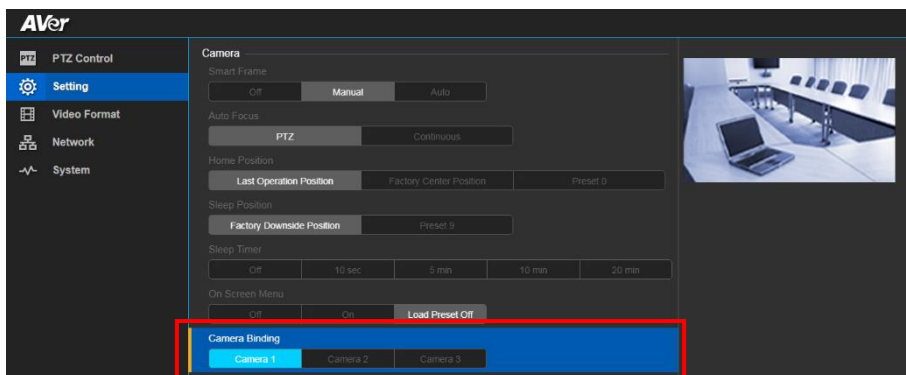 AVer
PTZ PTZ Control
Setting
Video Format
Network
System
Camera
Smart Frame
Off Manual Auto
Auto Focus
PTZ Continuous
Home Position
Last Operation Position Factory Center Position Preset 0
Sleep Position
Factory Downside Position Preset 9
Sleep Timer
Off 10 sec 5 min 10 min 20 min
On Screen Menu
Off On Load Preset Off
Camera Binding
Camera 1 Camera 2 Camera 3